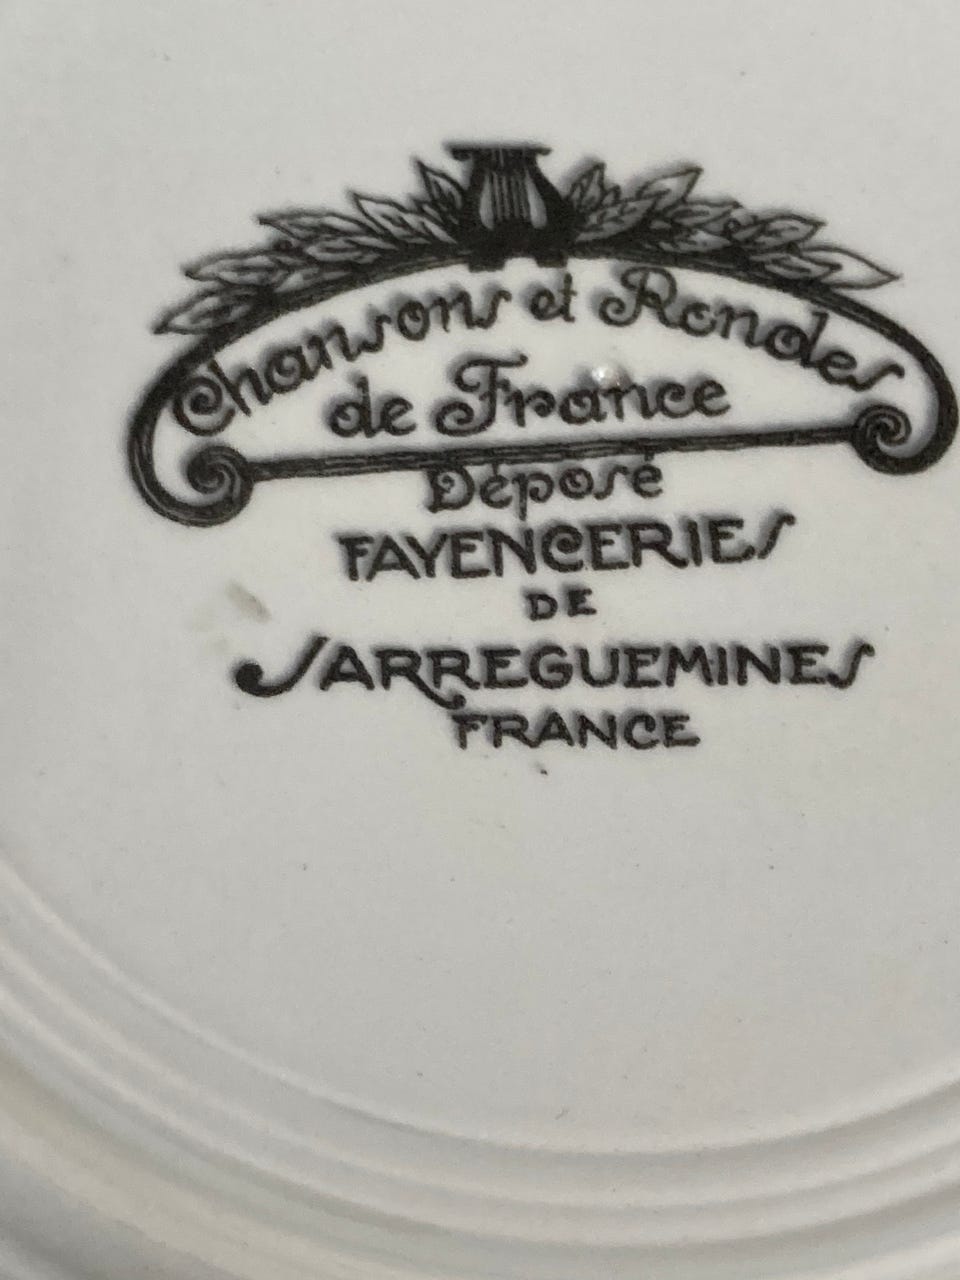 Chansons et Rondes
de France
Déposé
FAYENCERIES
DE
SARREGUEMINES
FRANCE